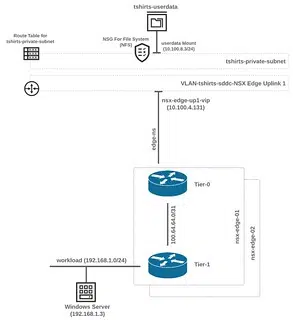 tshirts-userdata
Route Table for
tshirts-private-subnet
NSG For File System
(NFS)
userdata Mount
(10.100.0.3/24)
tshirts-private-subnet
VLAN-tshirts-sddc-NSX Edge Uplink 1
nsx-edge-up1-vip
(10.100.4.131)
edge-ns
Tier-0
100.64.64.0/31
nsx-edge-01
nsx-edge-02
Tier-1
workload (192.168.1.0/24)
Windows Server
(192.168.1.3)